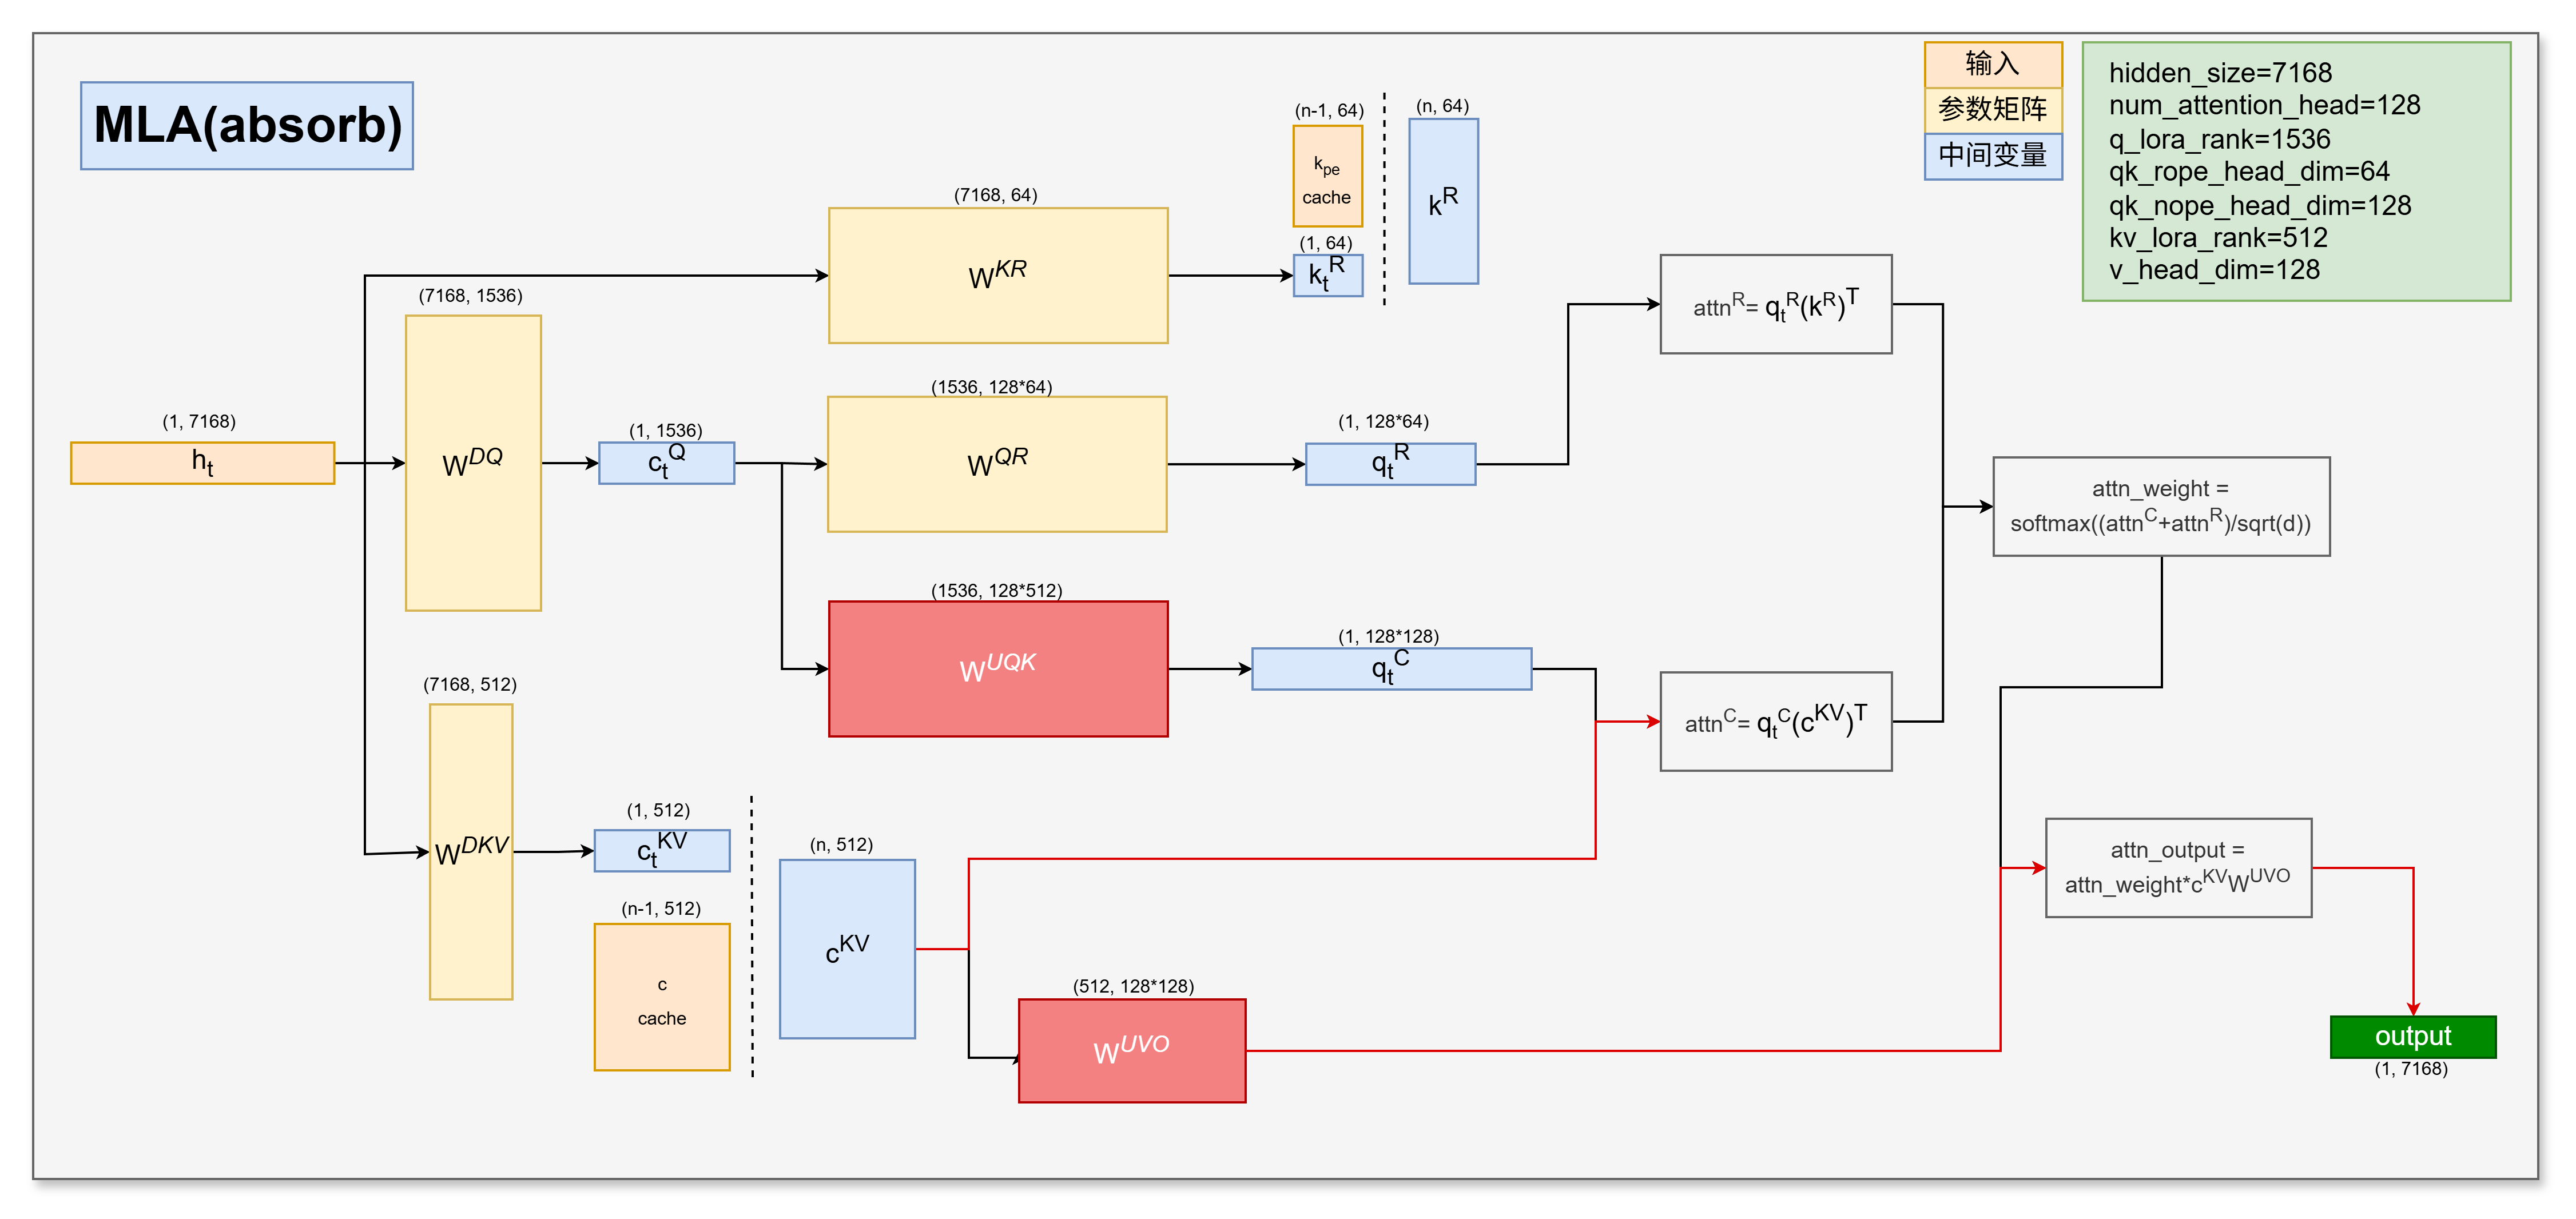 MLA(absorb)
输入
参数矩阵
中间变量
hidden_size=7168
num_attention_head=128
q_lora_rank=1536
qk_rope_head_dim=64
qk_nope_head_dim=128
kv_lora_rank=512
v_head_dim=128
(n-1, 64)
k_pe
cache
(n, 64)
k^R
(1, 64)
k_t^R
(7168, 64)
W^KR
(7168, 1536)
W^DQ
(1, 7168)
h_t
(1, 1536)
c_t^Q
(1536, 128*64)
W^QR
(1, 128*64)
q_t^R
attn^R= q_t^R(k^R)^T
attn_weight =
softmax((attn^C+attn^R)/sqrt(d))
(1536, 128*512)
W^UQK
(1, 128*128)
q_t^C
attn^C= q_t^C(c^KV)^T
(7168, 512)
W^DKV
(1, 512)
c_t^KV
(n-1, 512)
c
cache
(n, 512)
c^KV
(512, 128*128)
W^UVO
attn_output =
attn_weight*c^KVW^UVO
output
(1, 7168)